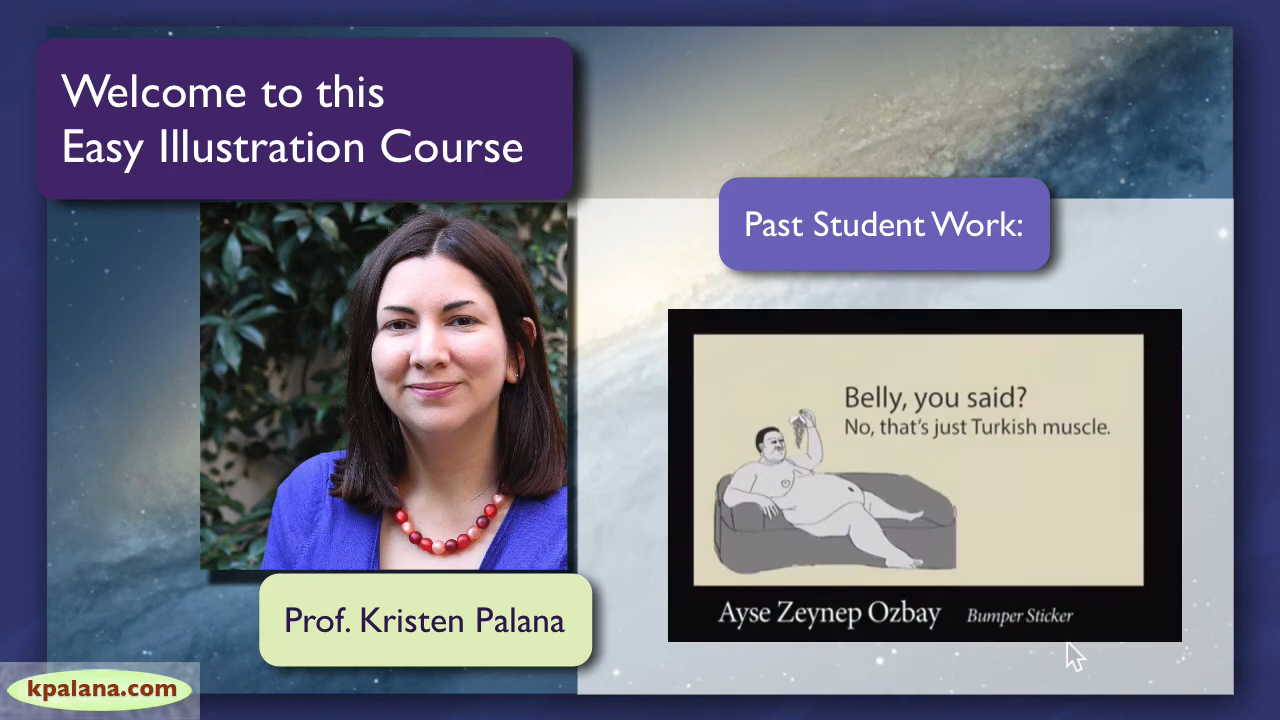 Welcome to this
Easy Illustration Course
Past Student Work:
Belly, you said?
No, that's just Turkish muscle.
Ayse Zeynep Ozbay Bumper Sticker
Prof. Kristen Palana
kpalana.com